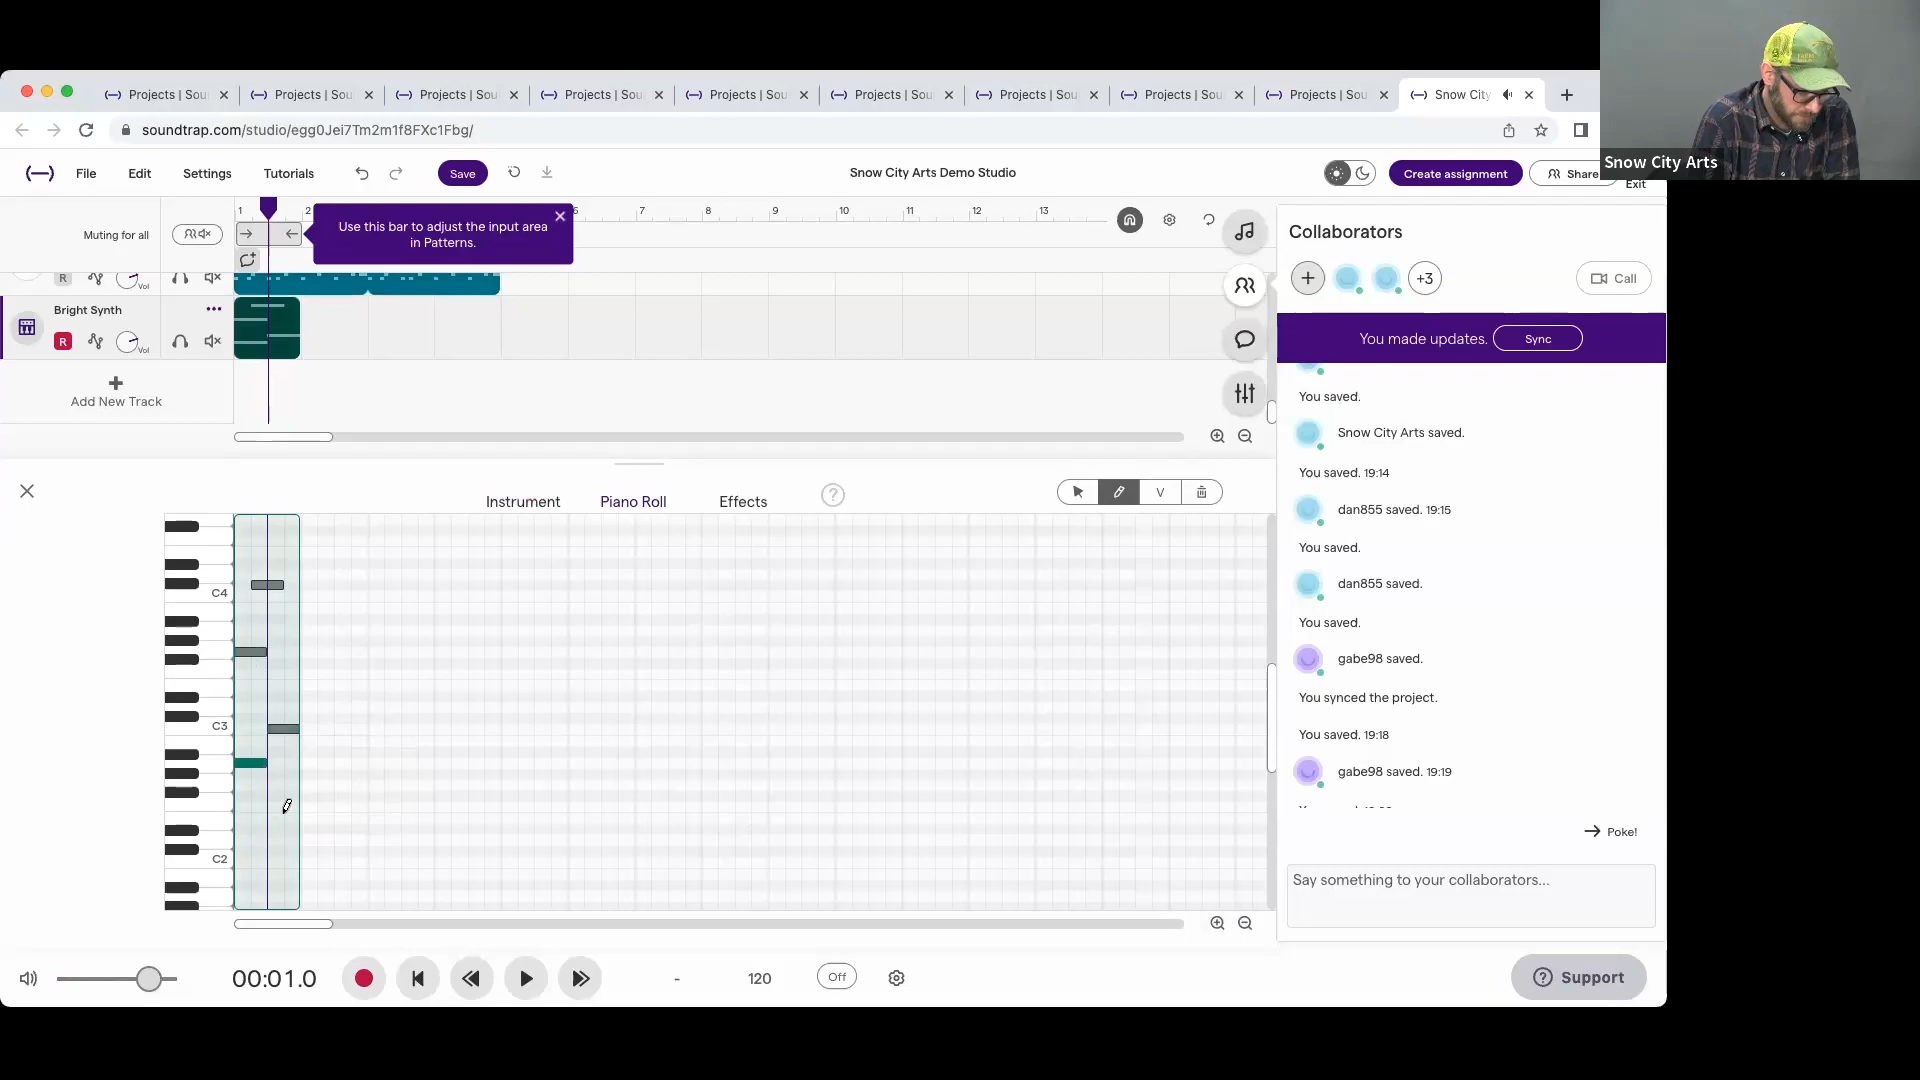 Projects | Sou
Projects | Sou
Projects | Sou
Projects | Sou
Projects | Sou
Projects | Sou
Projects | Sou
Projects | Sou
Projects | Sou
Snow City
soundtrap.com/studio/egg0Jei7Tm2m1f8FXc1Fbg/
Snow City Arts
File
Edit
Settings
Tutorials
Save
Snow City Arts Demo Studio
Create assignment
Share
Exit
1
2
6
7
8
9
10
11
12
13
Muting for all
Use this bar to adjust the input area
in Patterns.
R
Vol
Bright Synth
R
Vol
Add New Track
Collaborators
+3
Call
You made updates.
Sync
You saved.
Snow City Arts saved.
You saved. 19:14
dan855 saved. 19:15
You saved.
dan855 saved.
You saved.
gabe98 saved.
You synced the project.
You saved. 19:18
gabe98 saved. 19:19
Poke!
Say something to your collaborators...
Instrument
Piano Roll
Effects
?
V
C4
C3
C2
00:01.0
-
120
Off
Support